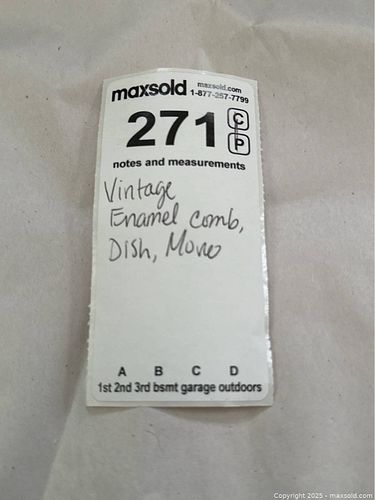 maxsold maxsold.com
1-877-257-7799
271 C
P
notes and measurements
Vintage
Enamel comb,
Dish, More
A B C D
1st 2nd 3rd bsmt garage outdoors
Copyright 2025 - maxsold.com